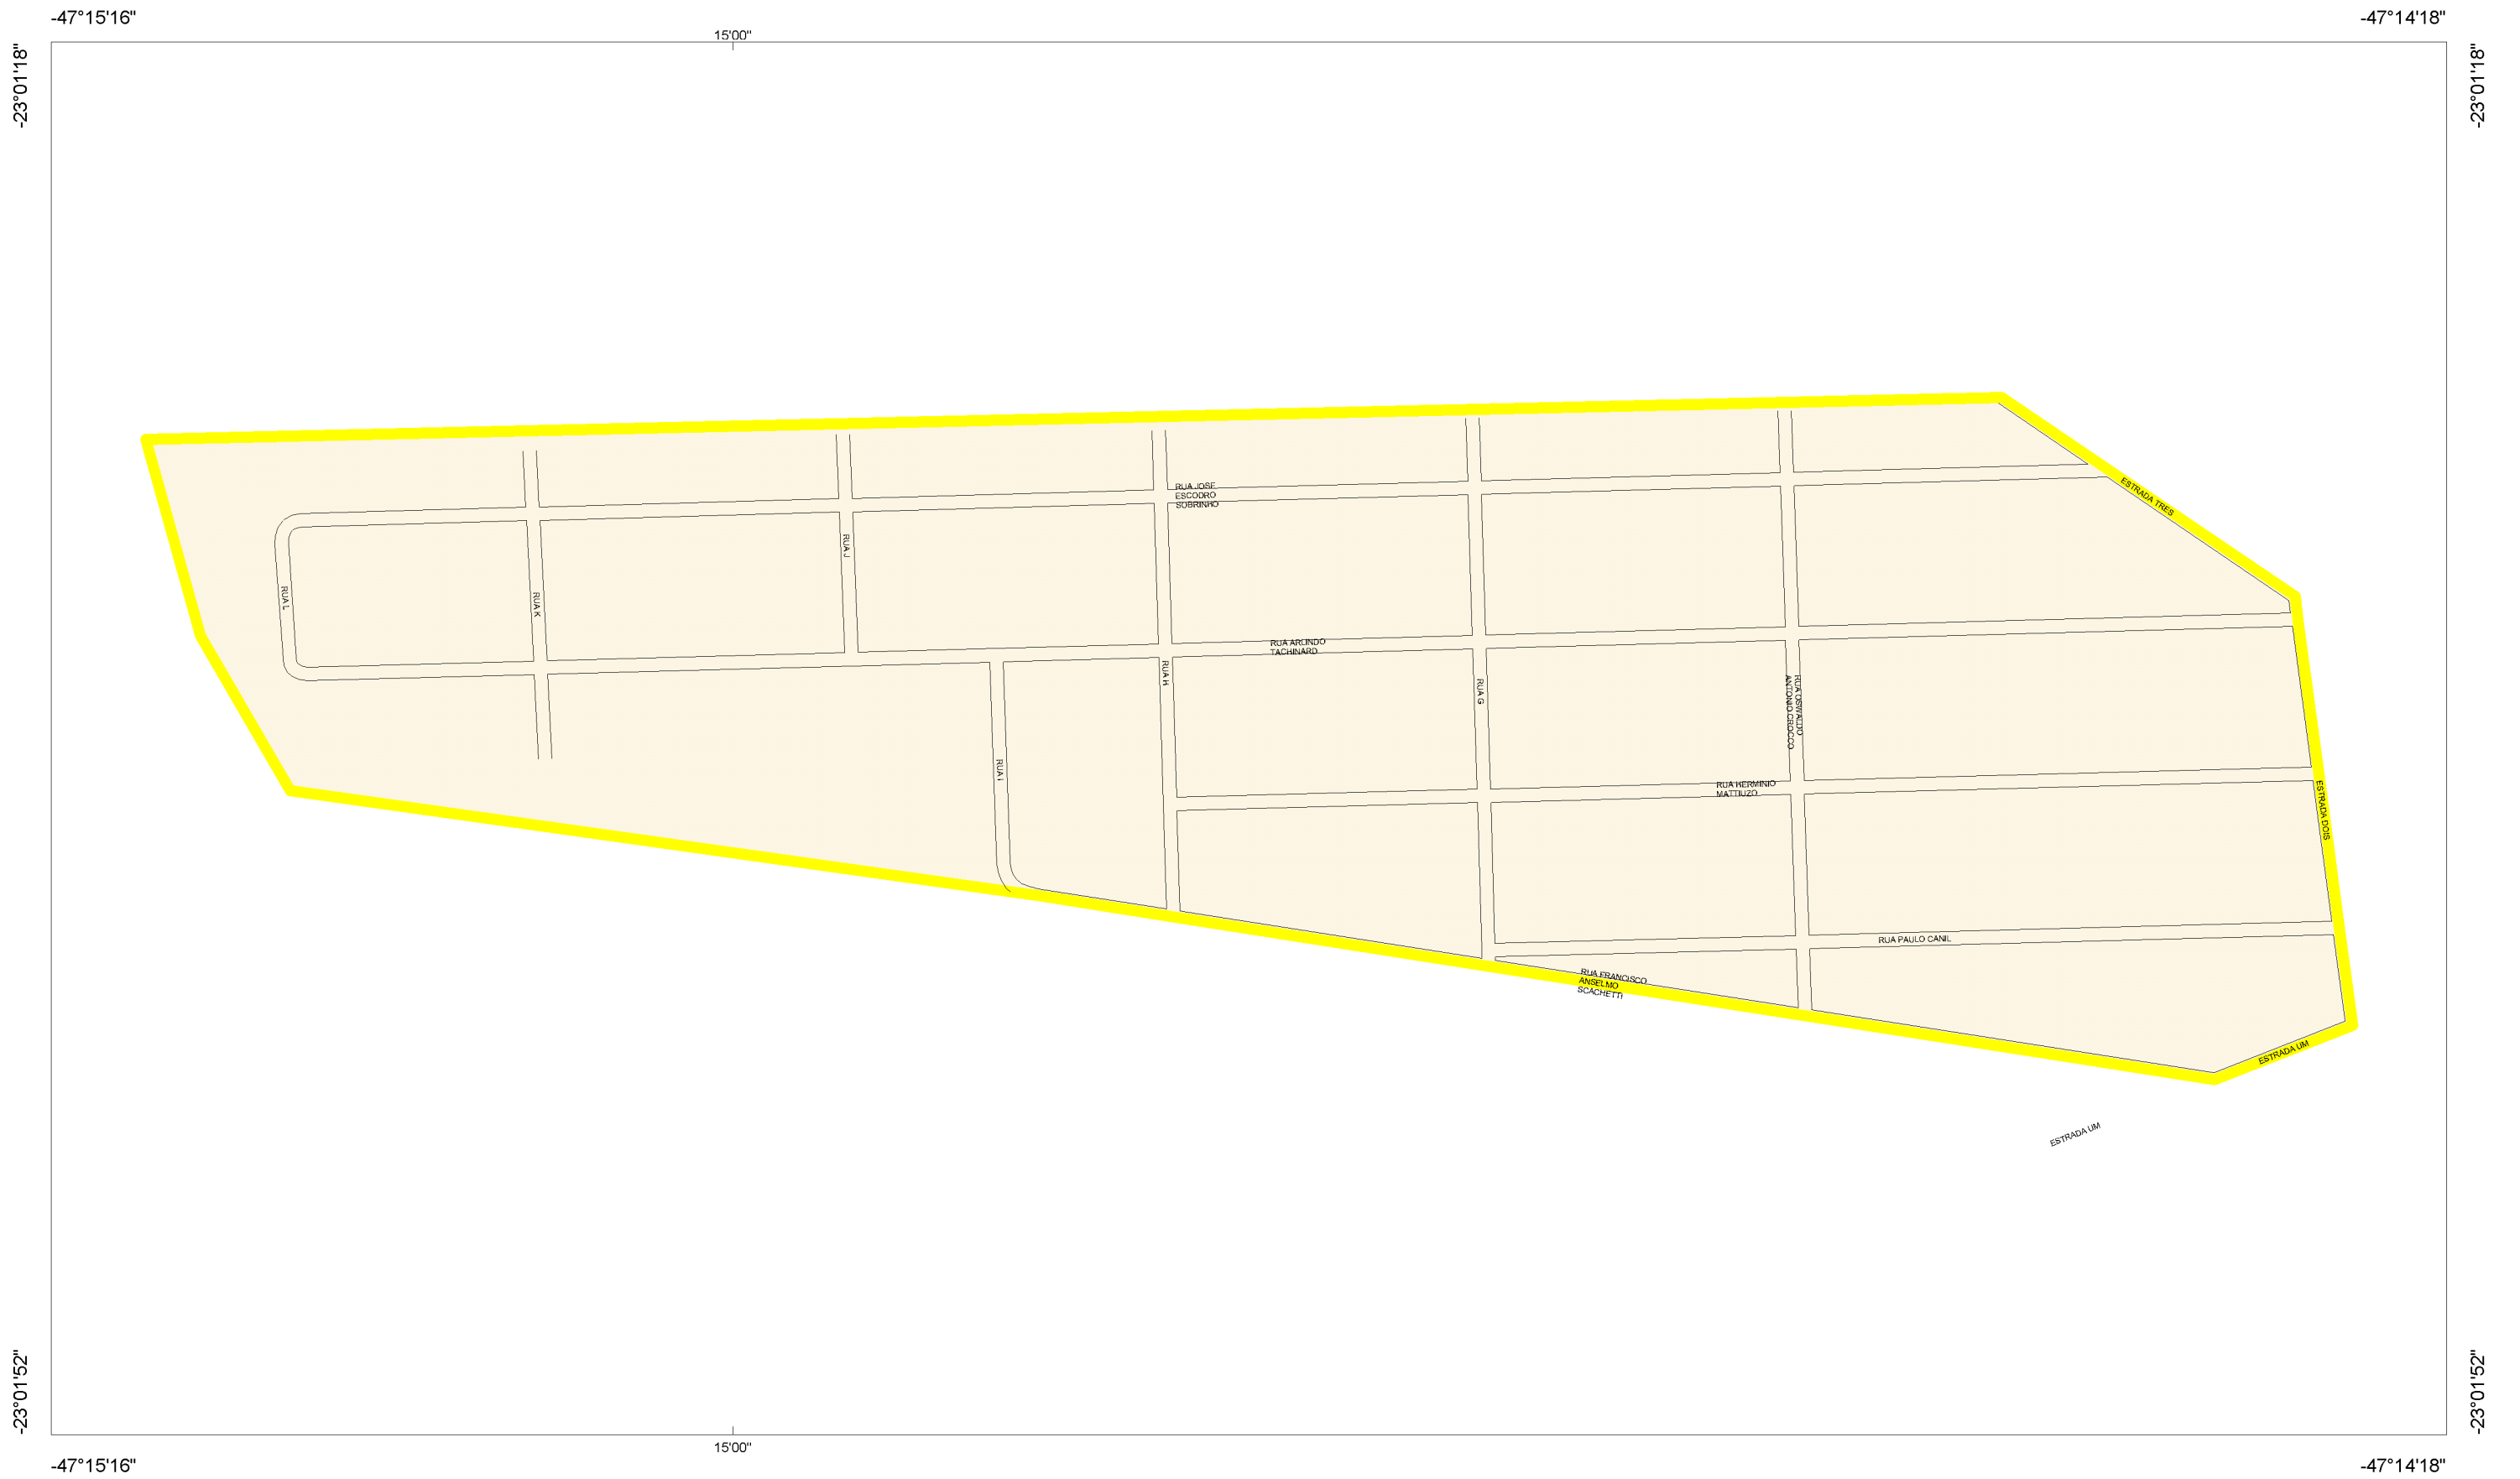 -47°15'16"
-47°14'18"
-23°01'18"
15'00"
-23°01'18"
ESTRADA TRES
RUA JOSE
ESCODRO
SOBRINHO
RUA J
RUA L
RUA K
RUA ARLINDO
TACHINARD
RUA H
RUA G
RUA OSWALDO
ANTONIO CROCCO
RUA I
RUA HERMINIO
MATTIUZO
ESTRADA DOIS
RUA PAULO CANIL
RUA FRANCISCO
ANSELMO
SCACHETTI
ESTRADA UM
ESTRADA UM
-23°01'52"
-23°01'52"
15'00"
-47°15'16"
-47°14'18"